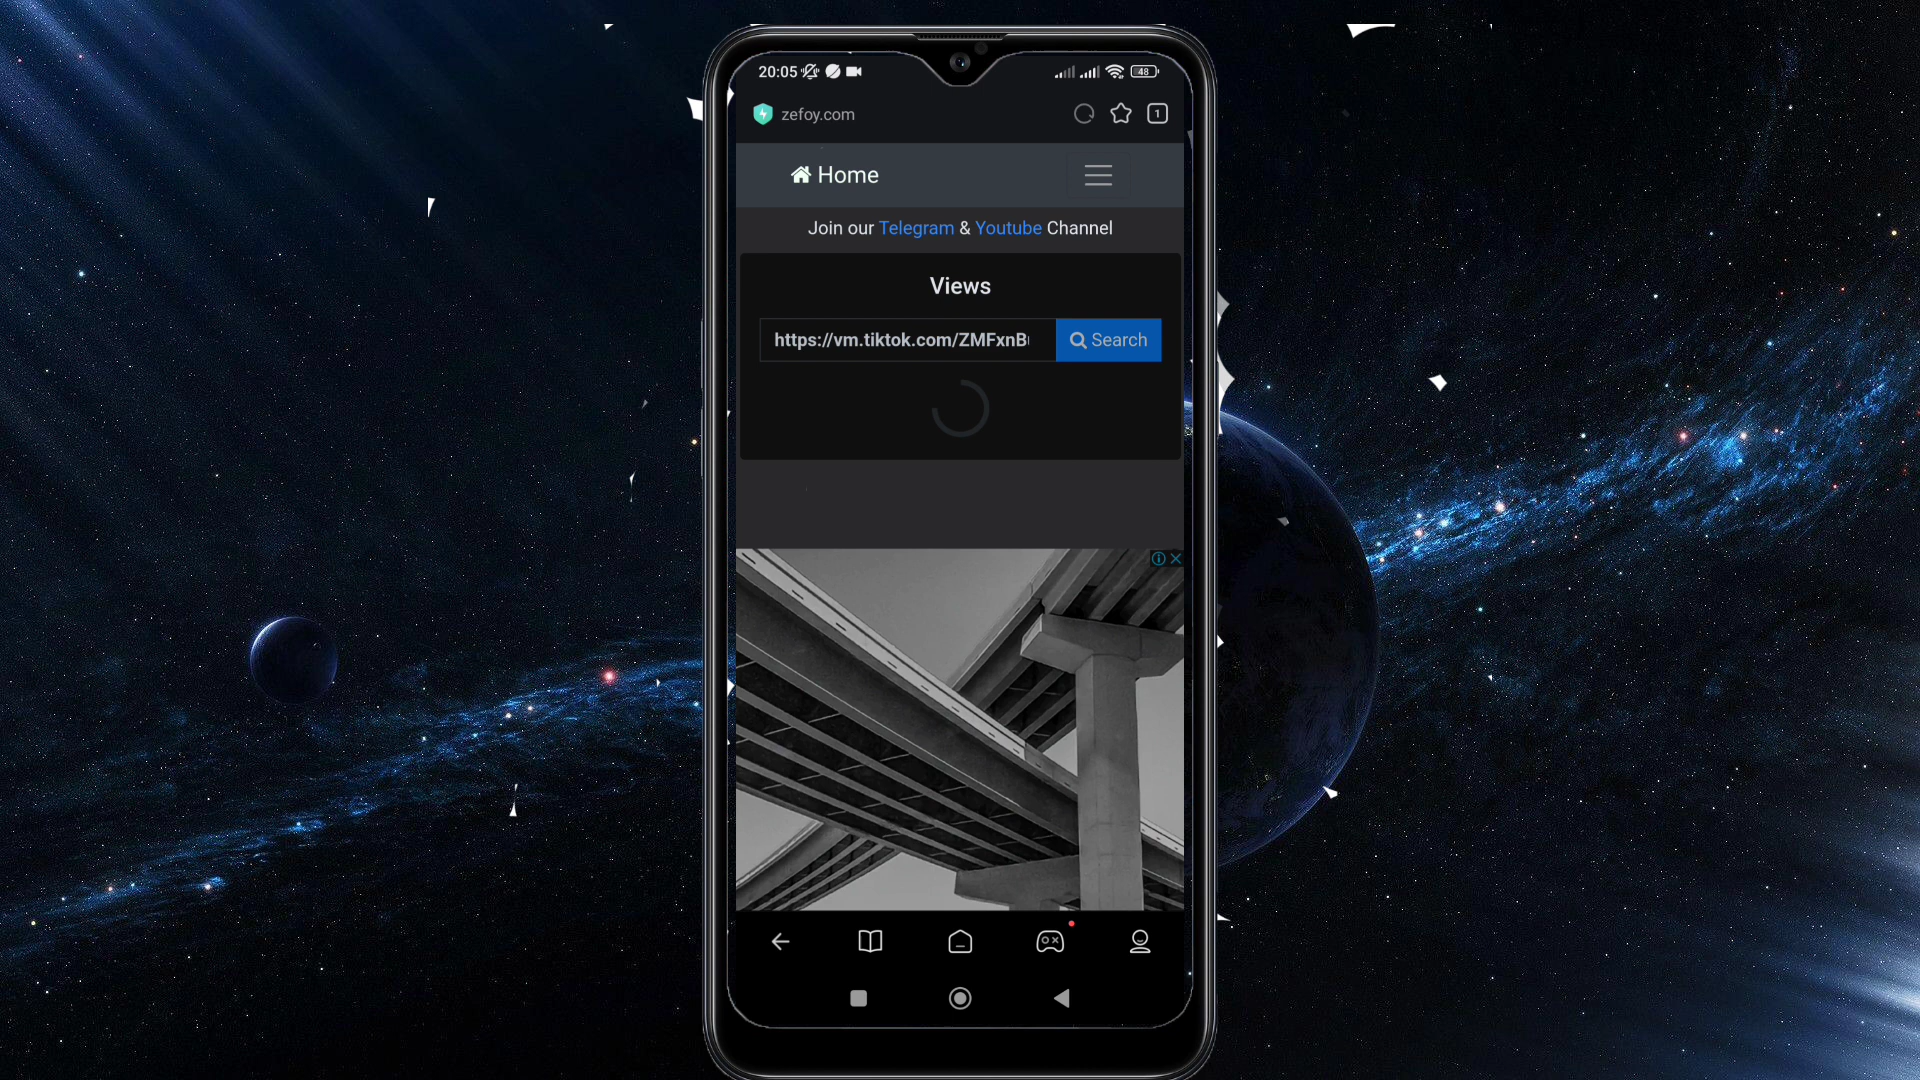 20:05 48
zefoy.com 1
Home
Join our Telegram & Youtube Channel
Views
https://vm.tiktok.com/ZMFxnB Search